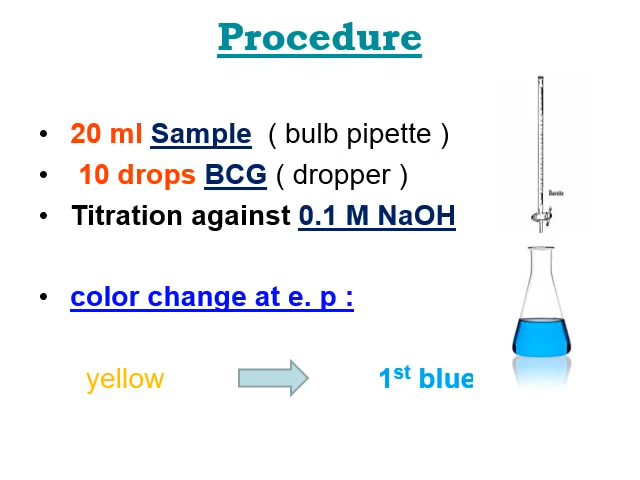 Procedure
• 20 ml Sample ( bulb pipette )
• 10 drops BCG ( dropper )
• Titration against 0.1 M NaOH
Burette
• color change at e. p :
yellow 1st blue